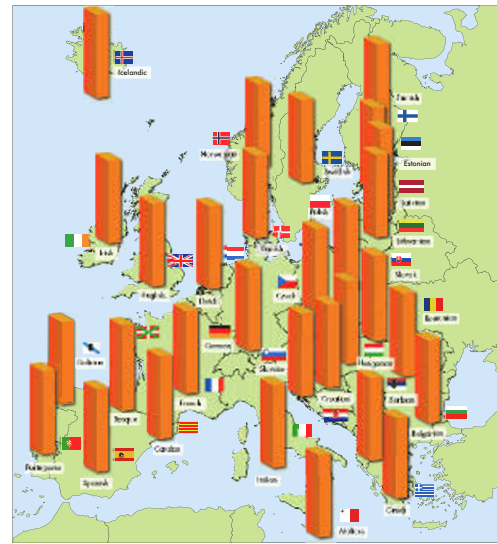 Icelandic
Finnish
Norwegian
Estonian
Swedish
Latvian
Polish
Lithuanian
Irish
Danish
English
Dutch
Czech
Slovak
Romanian
German
Hungarian
Galician
Slovene
Basque
French
Croatian
Serbian
Bulgarian
Catalan
Portuguese
Spanish
Italian
Greek
Maltese